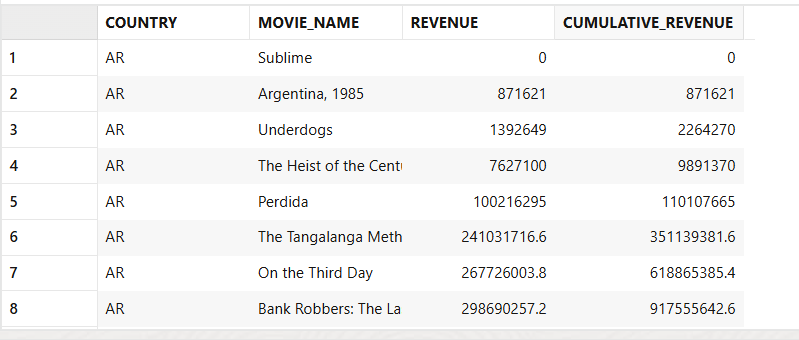 COUNTRY MOVIE_NAME REVENUE CUMULATIVE_REVENUE
1 AR Sublime 0 0
2 AR Argentina, 1985 871621 871621
3 AR Underdogs 1392649 2264270
4 AR The Heist of the Cent 7627100 9891370
5 AR Perdida 100216295 110107665
6 AR The Tangalanga Meth 241031716.6 351139381.6
7 AR On the Third Day 267726003.8 618865385.4
8 AR Bank Robbers: The La 298690257.2 917555642.6